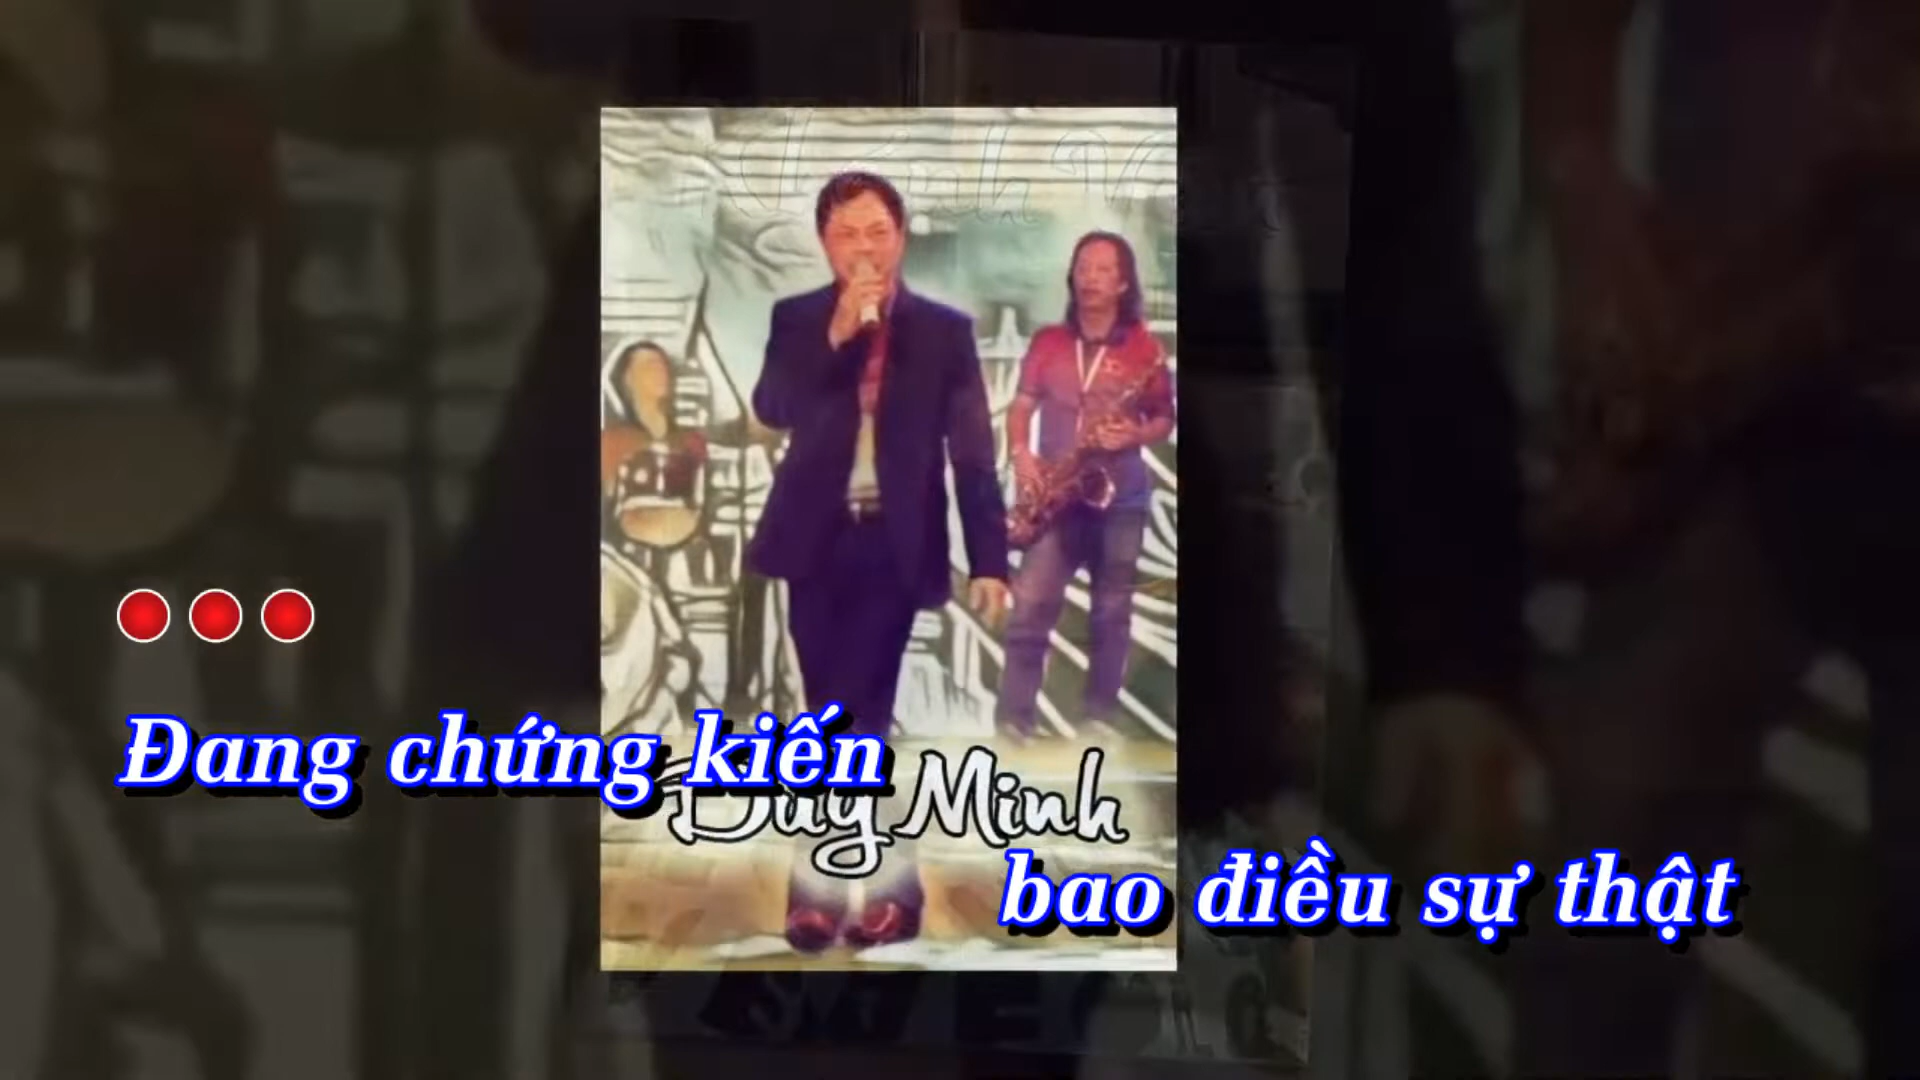 Đang chứng kiến
Duy Minh
bao điều sự thật